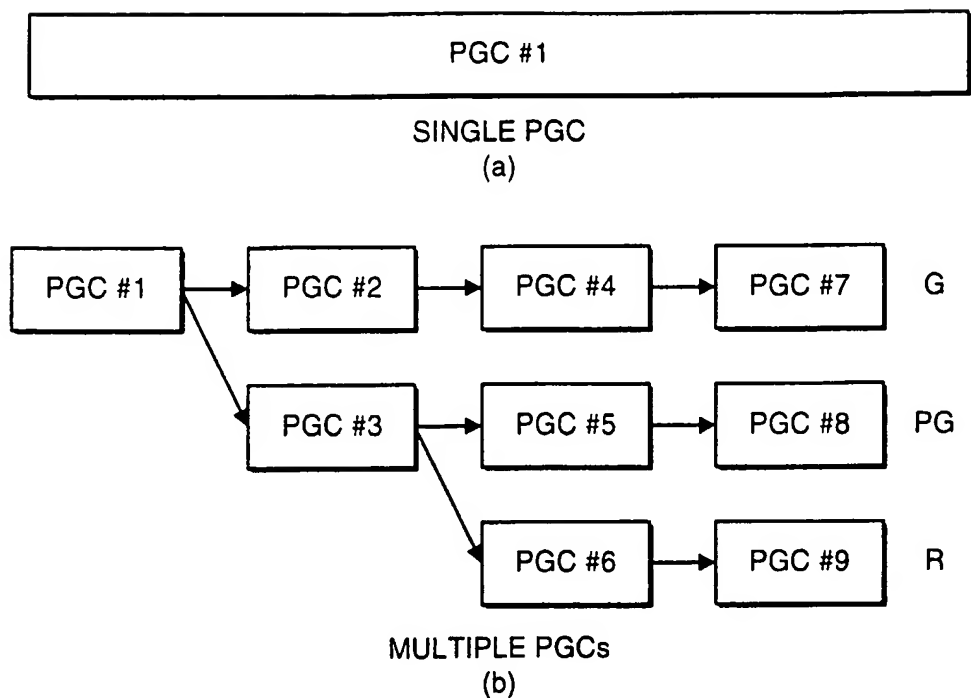 PGC #1
SINGLE PGC
(a)
PGC #1
PGC #2
PGC #4
PGC #7
G
PGC #3
PGC #5
PGC #8
PG
PGC #6
PGC #9
R
MULTIPLE PGCs
(b)